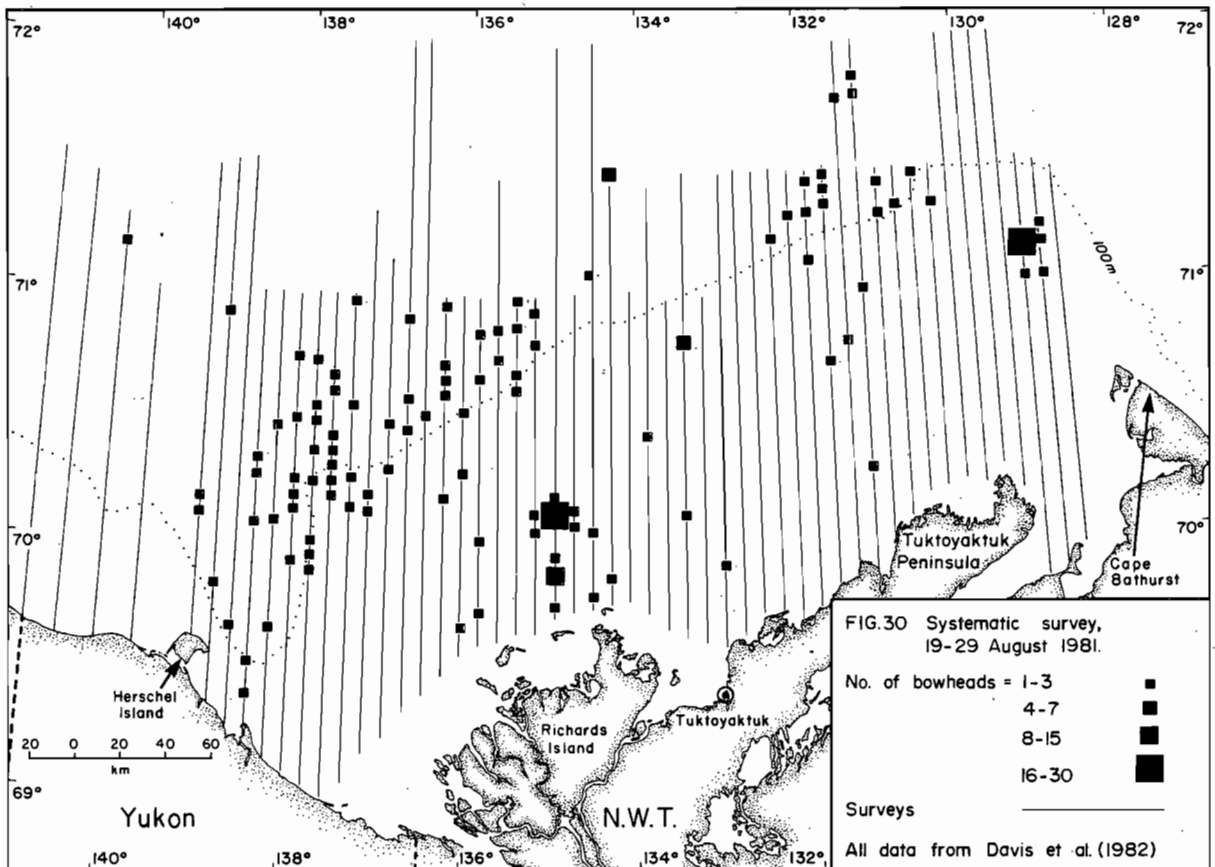 72°
140°
138°
136°
134°
132°
130°
128°
72°
71°
71°
100m
70°
70°
Tuktoyaktuk
Peninsula
Cape
Bathurst
Herschel
Island
Richards
Island
Tuktoyaktuk
20 0 20 40 60
km
69°
Yukon
N.W.T.
140°
138°
136°
134°
132°
FIG.30 Systematic survey,
19-29 August 1981.
No. of bowheads = 1-3
4-7
8-15
16-30
Surveys
All data from Davis et al. (1982)